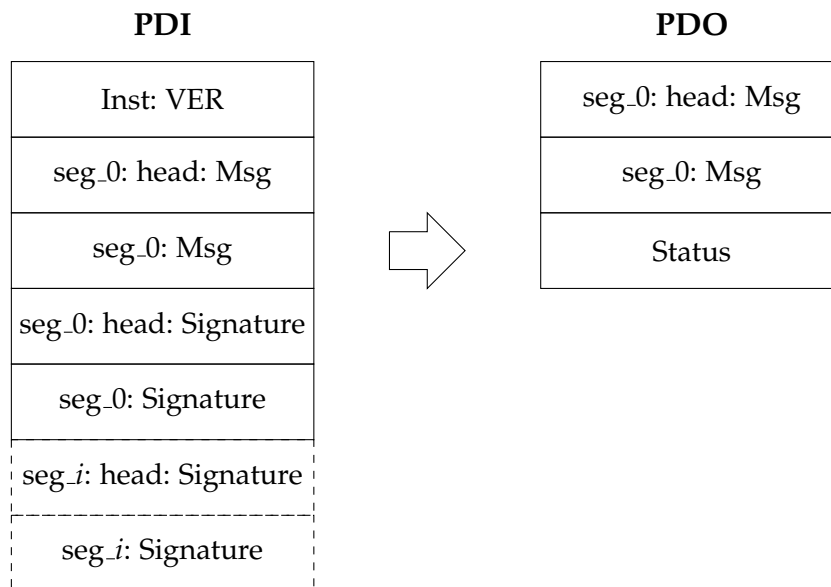 PDI
Inst: VER
seg_0: head: Msg
seg_0: Msg
seg_0: head: Signature
seg_0: Signature
seg_i: head: Signature
seg_i: Signature
PDO
seg_0: head: Msg
seg_0: Msg
Status